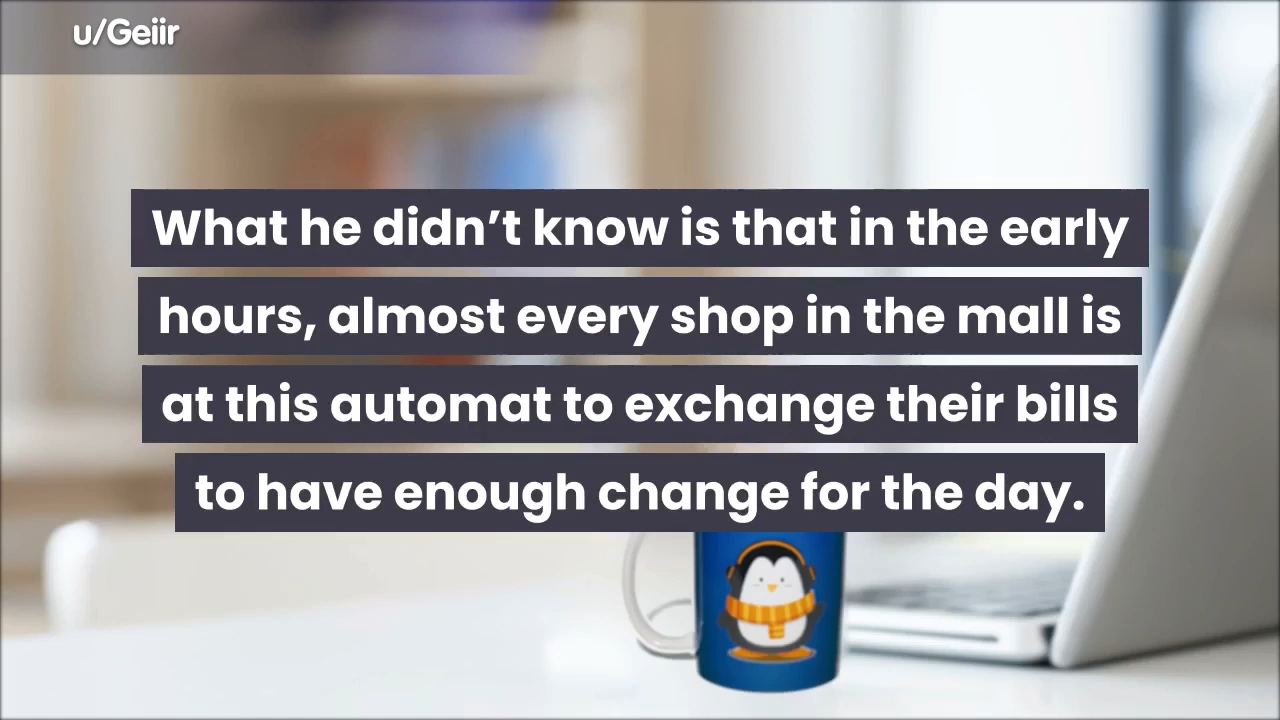 u/Geiir
What he didn’t know is that in the early
hours, almost every shop in the mall is
at this automat to exchange their bills
to have enough change for the day.